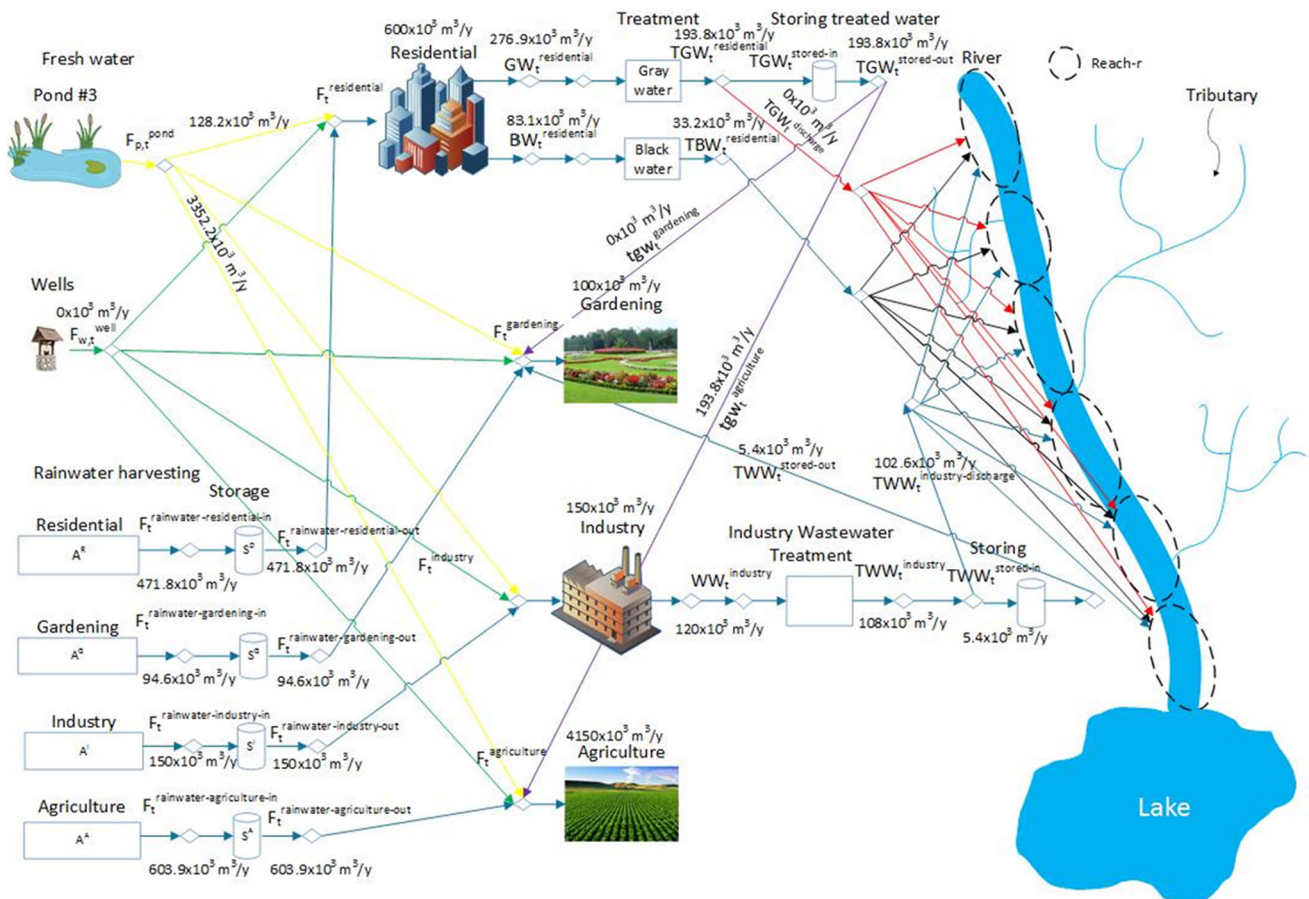 Fresh water
Pond #3
F_p,t^pond
128.2x10³ m³/y
F_t^residential
600x10³ m³/y
Residential
276.9x10³ m³/y
GW_t^residential
83.1x10³ m³/y
BW_t^residential
Treatment
Gray
water
Black
water
193.8x10³ m³/y
TGW_t^residential
33.2x10³ m³/y
TBW_t^residential
Storing treated water
TGW_t^stored-in
193.8x10³ m³/y
TGW_t^stored-out
0x10³ m³/y
TGW_t^discharge
River
Reach-r
Tributary
3352.2x10³ m³/y
0x10³ m³/y
tgw_t^gardening
Wells
0x10³ m³/y
F_w,t^well
F_t^gardening
100x10³ m³/y
Gardening
193.8x10³ m³/y
tgw_t^agriculture
5.4x10³ m³/y
TWW_t^stored-out
102.6x10³ m³/y
TWW_t^industry-discharge
Rainwater harvesting
Storage
Residential
A^R
F_t^rainwater-residential-in
471.8x10³ m³/y
F_t^rainwater-residential-out
471.8x10³ m³/y
F_t^industry
150x10³ m³/y
Industry
WW_t^industry
120x10³ m³/y
Industry Wastewater
Treatment
TWW_t^industry
108x10³ m³/y
Storing
TWW_t^stored-in
5.4x10³ m³/y
Gardening
F_t^rainwater-gardening-in
94.6x10³ m³/y
F_t^rainwater-gardening-out
94.6x10³ m³/y
Industry
A^I
F_t^rainwater-industry-in
150x10³ m³/y
S^I
F_t^rainwater-industry-out
150x10³ m³/y
F_t^agriculture
4150x10³ m³/y
Agriculture
Agriculture
A^A
F_t^rainwater-agriculture-in
603.9x10³ m³/y
S^A
F_t^rainwater-agriculture-out
603.9x10³ m³/y
Lake